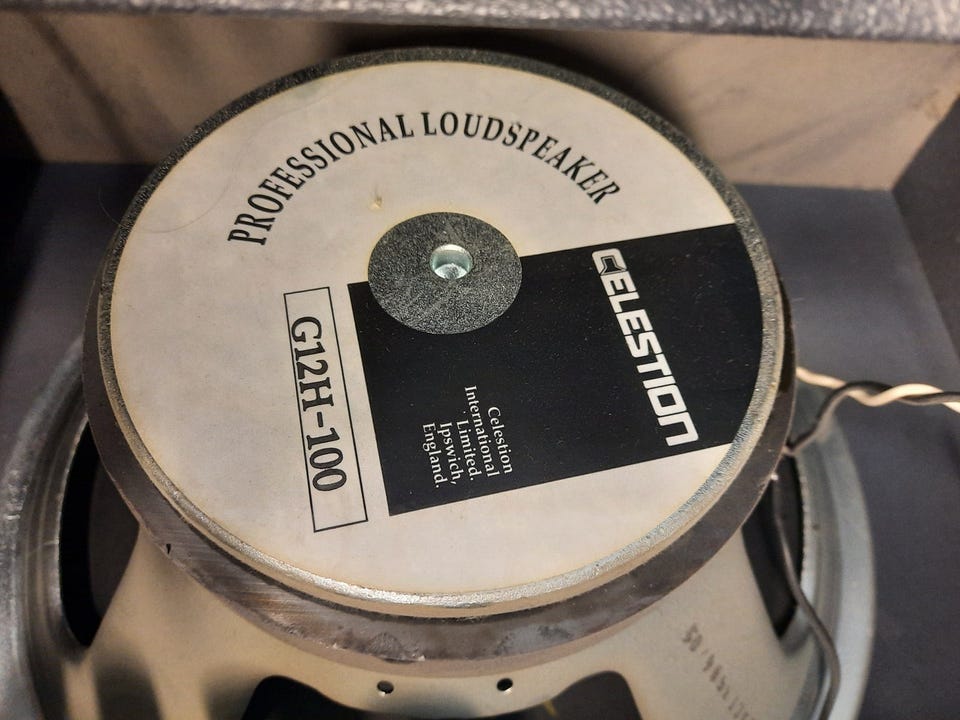 PROFESSIONAL LOUDSPEAKER
CELESTION
Celestion
International
Limited.
Ipswich,
England.
G12H-100